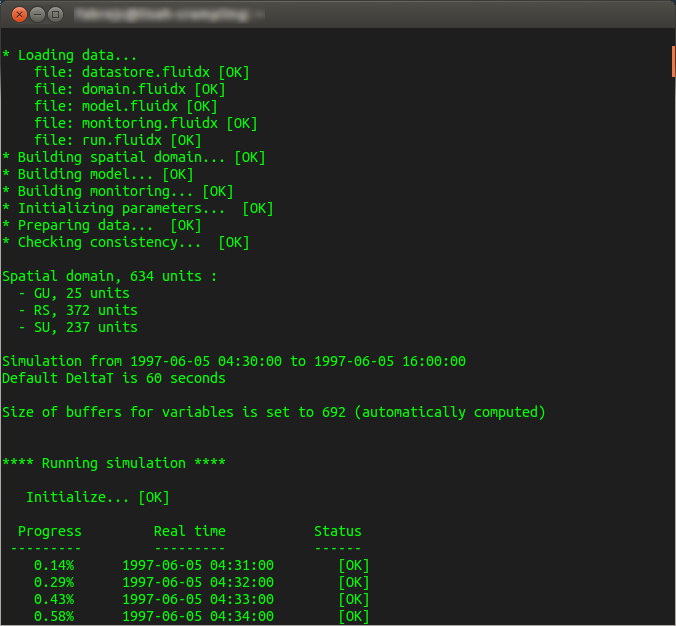 * Loading data...
file: datastore.fluidx [OK]
file: domain.fluidx [OK]
file: model.fluidx [OK]
file: monitoring.fluidx [OK]
file: run.fluidx [OK]
* Building spatial domain... [OK]
* Building model... [OK]
* Building monitoring... [OK]
* Initializing parameters...  [OK]
* Preparing data...  [OK]
* Checking consistency...  [OK]
Spatial domain, 634 units :
- GU, 25 units
- RS, 372 units
- SU, 237 units
Simulation from 1997-06-05 04:30:00 to 1997-06-05 16:00:00
Default DeltaT is 60 seconds
Size of buffers for variables is set to 692 (automatically computed)
**** Running simulation ****
Initialize... [OK]
Progress         Real time           Status
---------         ---------           ------
0.14%      1997-06-05 04:31:00        [OK]
0.29%      1997-06-05 04:32:00        [OK]
0.43%      1997-06-05 04:33:00        [OK]
0.58%      1997-06-05 04:34:00        [OK]